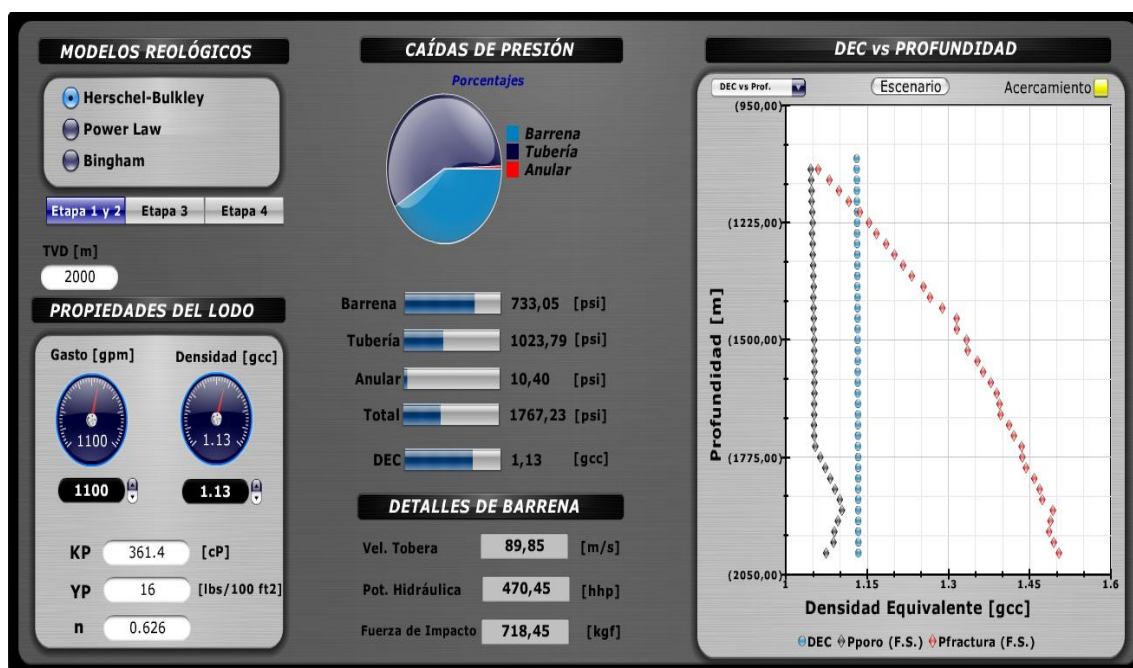 MODELOS REOLÓGICOS
Herschel-Bulkley
Power Law
Bingham
Etapa 1 y 2 Etapa 3 Etapa 4
TVD [m]
2000
PROPIEDADES DEL LODO
Gasto [gpm] Densidad [gcc]
1100 1.13
1100 1.13
KP 361.4 [cP]
YP 16 [lbs/100 ft2]
n 0.626
CAÍDAS DE PRESIÓN
Porcentajes
Barrena
Tubería
Anular
Barrena 733,05 [psi]
Tubería 1023,79 [psi]
Anular 10,40 [psi]
Total 1767,23 [psi]
DEC 1,13 [gcc]
DETALLES DE BARRENA
Vel. Tobera 89,85 [m/s]
Pot. Hidráulica 470,45 [hhp]
Fuerza de Impacto 718,45 [kgf]
DEC vs PROFUNDIDAD
DEC vs Prof. Escenario Acercamiento
(950,00)
(1225,00)
(1500,00)
(1775,00)
(2050,00)
Profundidad [m]
1 1.15 1.3 1.45 1.6
Densidad Equivalente [gcc]
DEC Pporo (F.S.) Pfractura (F.S.)